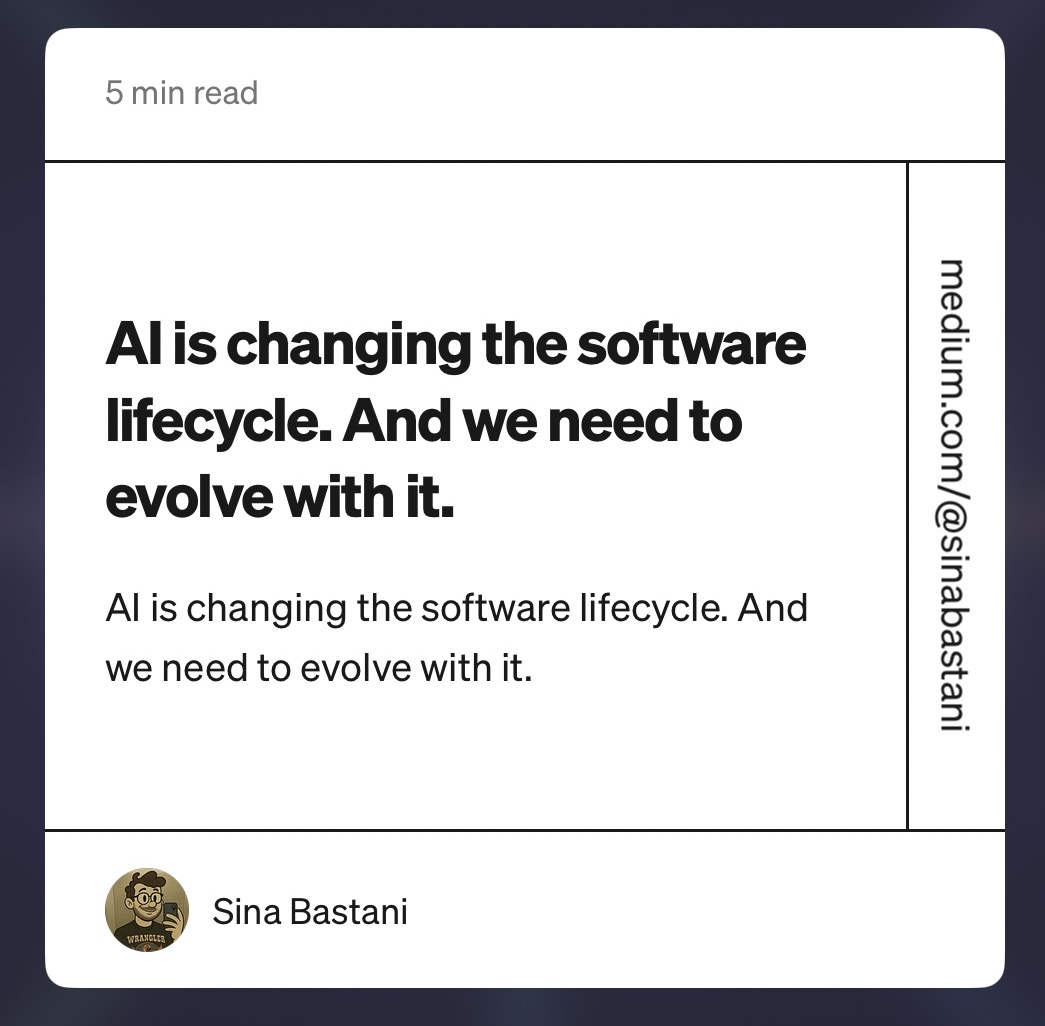 5 min read
AI is changing the software
lifecycle. And we need to
evolve with it.
AI is changing the software lifecycle. And
we need to evolve with it.
medium.com/@sinabastani
WRANGLER
Sina Bastani